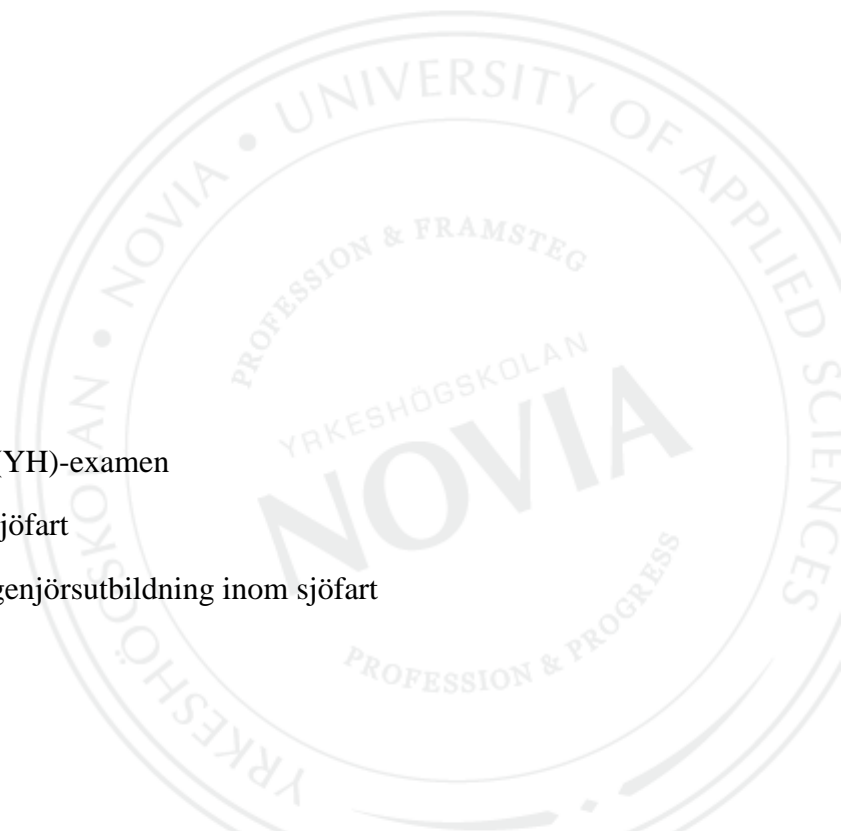 UNIVERSITY OF APPLIED SCIENCES
YRKESHÖGSKOLAN • NOVIA •
PROFESSION & FRAMSTEG
YRKESHÖGSKOLAN
NOVIA
PROFESSION & PROGRESS
(YH)-examen
jöfart
genjörsutbildning inom sjöfart